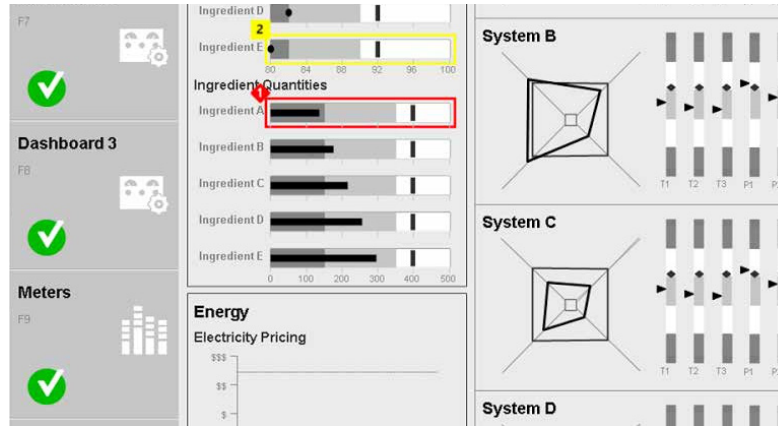 F7
Dashboard 3
F8
Meters
F9
Ingredient D
2
Ingredient E
80 84 88 92 96 100
Ingredient Quantities
1
Ingredient A
Ingredient B
Ingredient C
Ingredient D
Ingredient E
0 100 200 300 400 500
Energy
Electricity Pricing
$$$
$$
$
System B
T1 T2 T3 P1
System C
T1 T2 T3 P1
System D